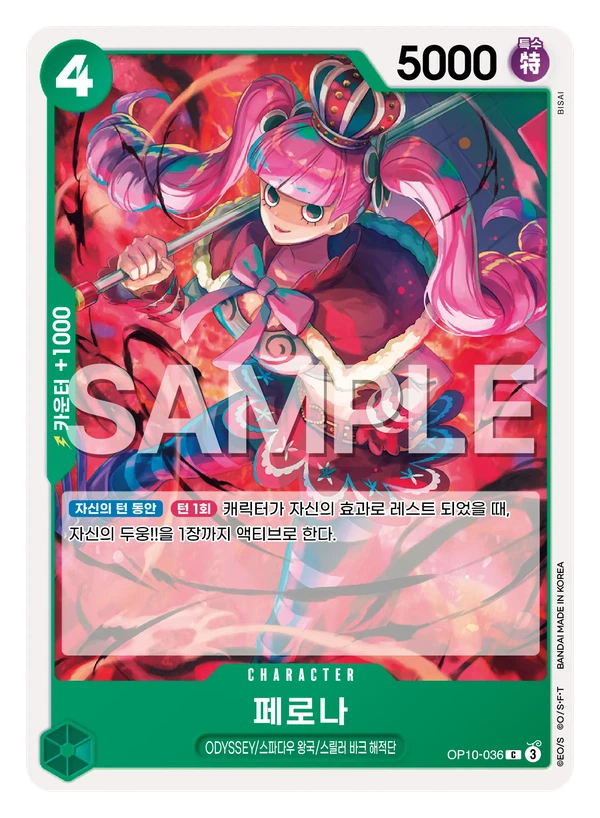 4
5000
특수
特
BISAI
⚡카운터 +1000
SAMPLE
자신의 턴 동안 턴 1회 캐릭터가 자신의 효과로 레스트 되었을 때,
자신의 두웅!!을 1장까지 액티브로 한다.
CHARACTER
페로나
ODYSSEY/스파다우 왕국/스릴러 바크 해적단
OP10-036 C 3
©EO/S ©O/S·F·T BANDAI MADE IN KOREA